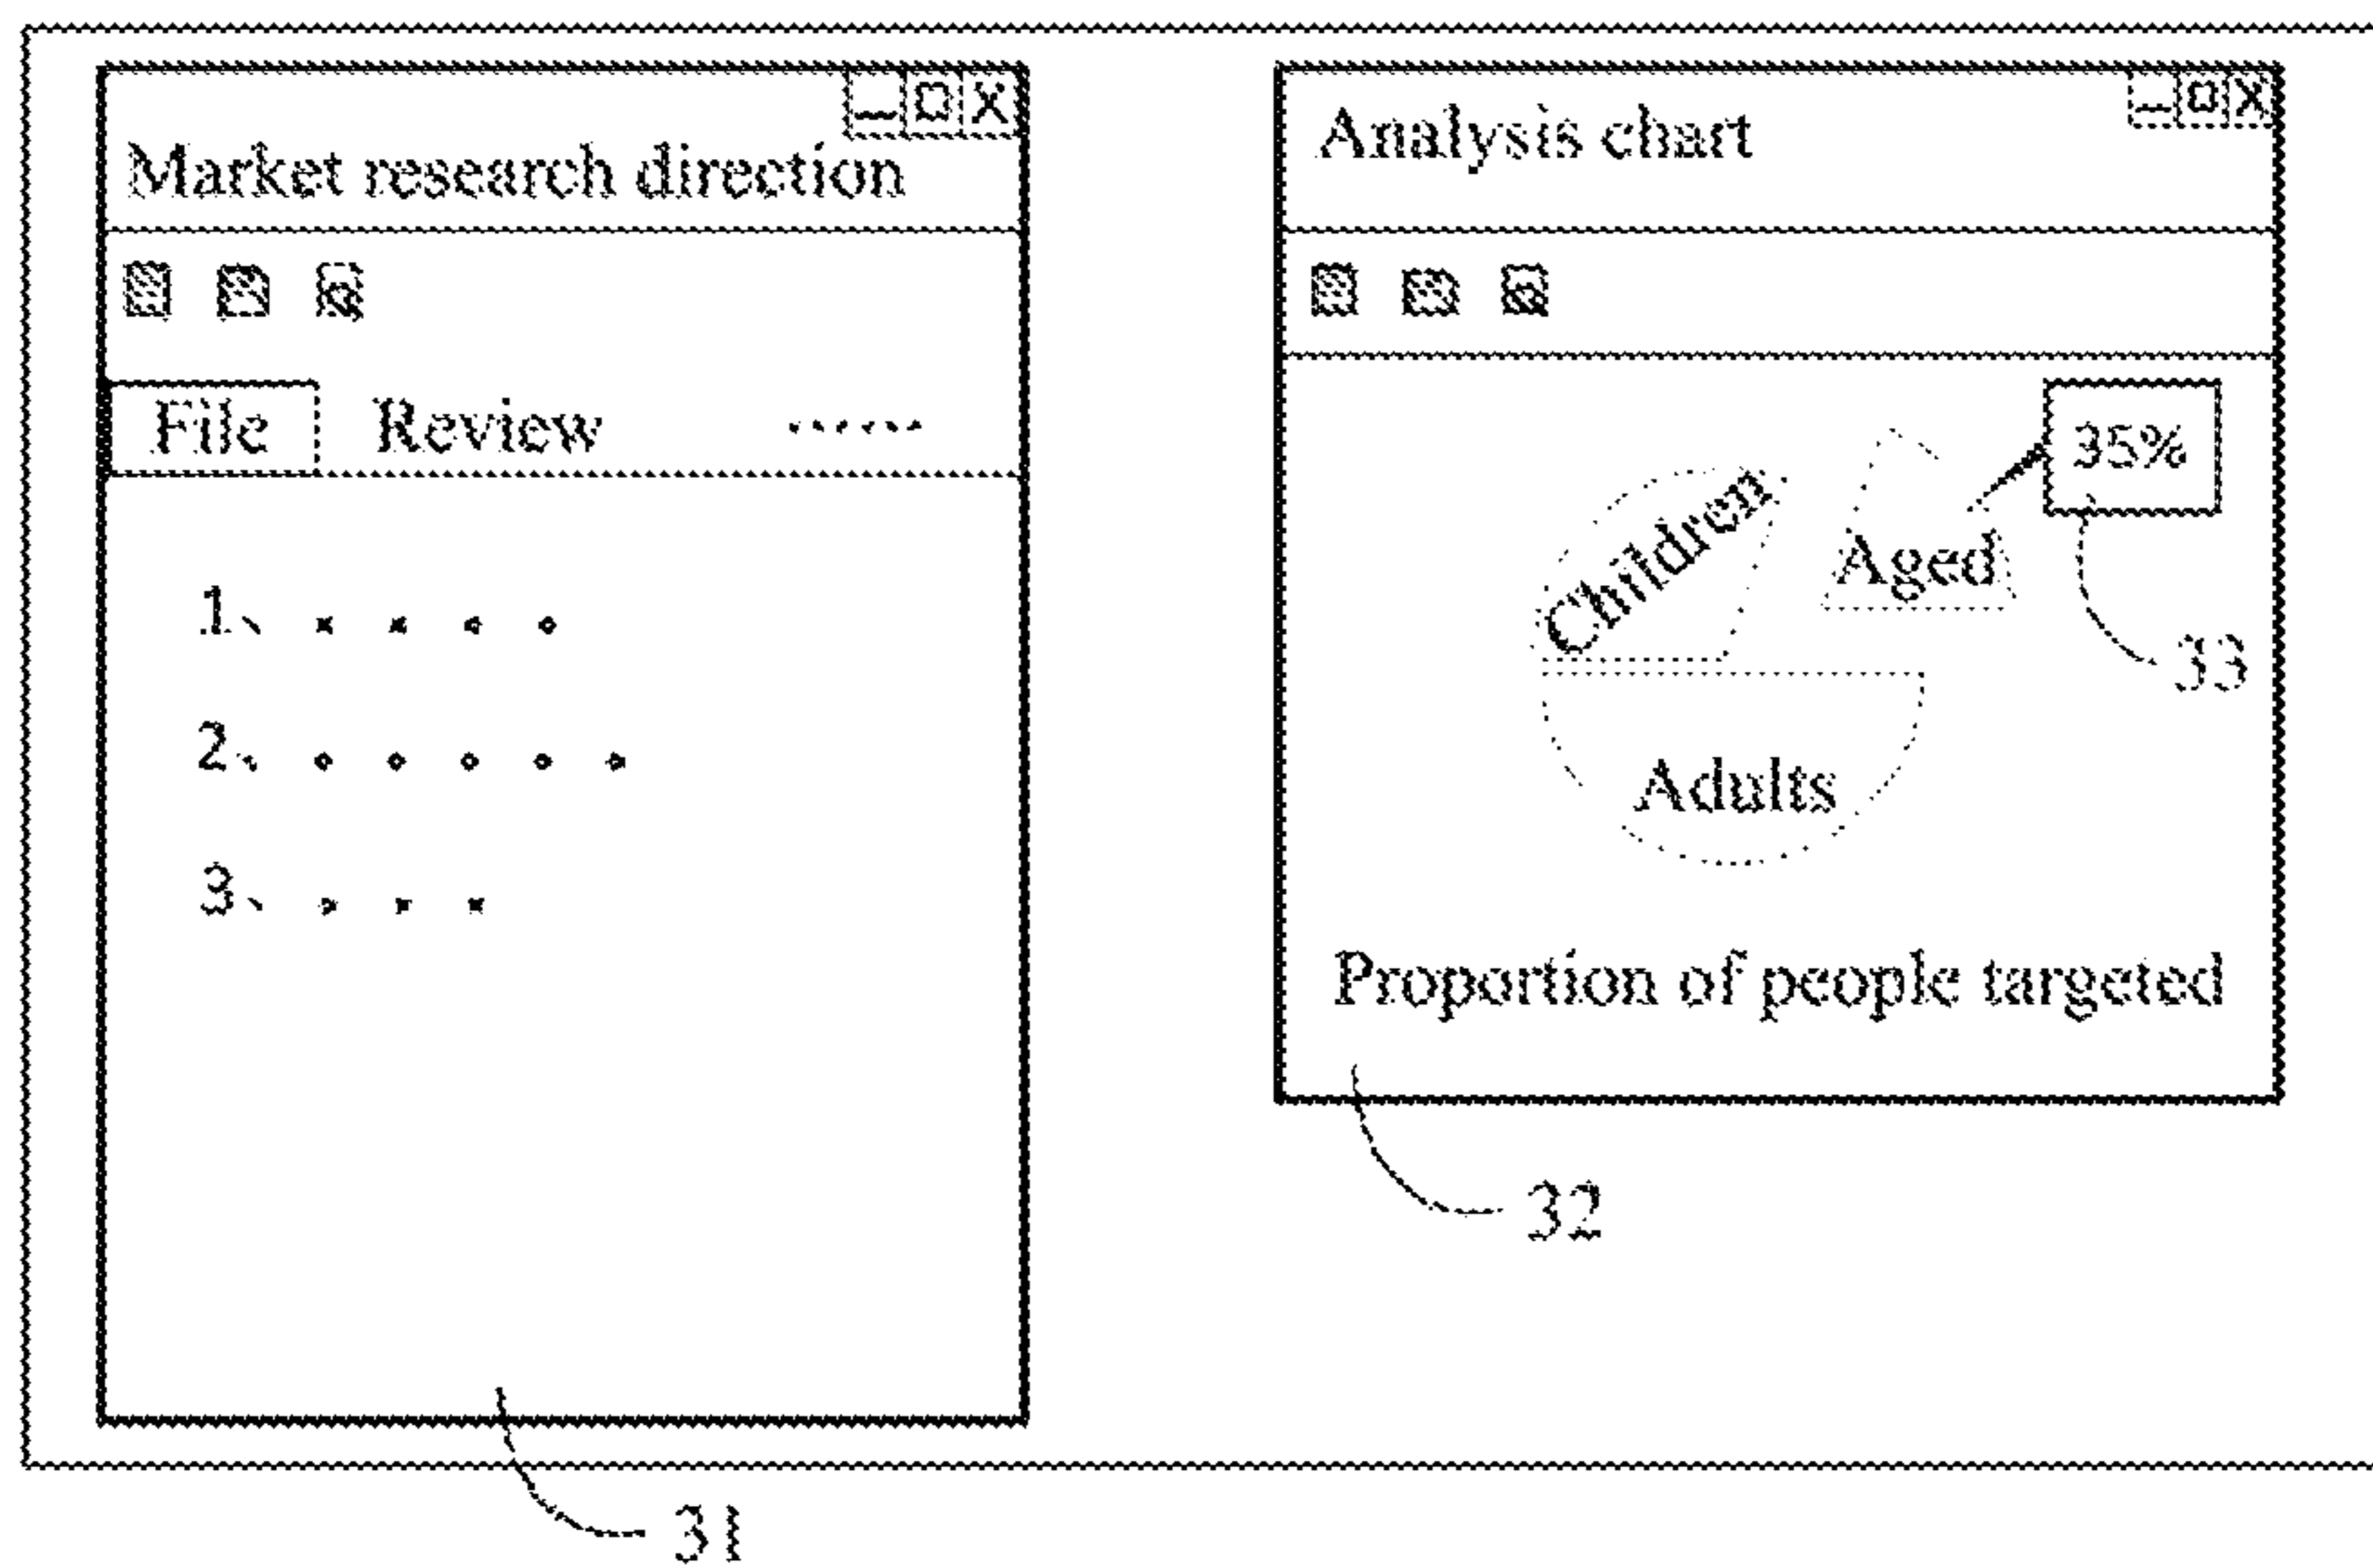 Market research direction
File Review ......
1、
2、
3、
31
Analysis chart
35%
Children
Aged
33
Adults
Proportion of people targeted
32